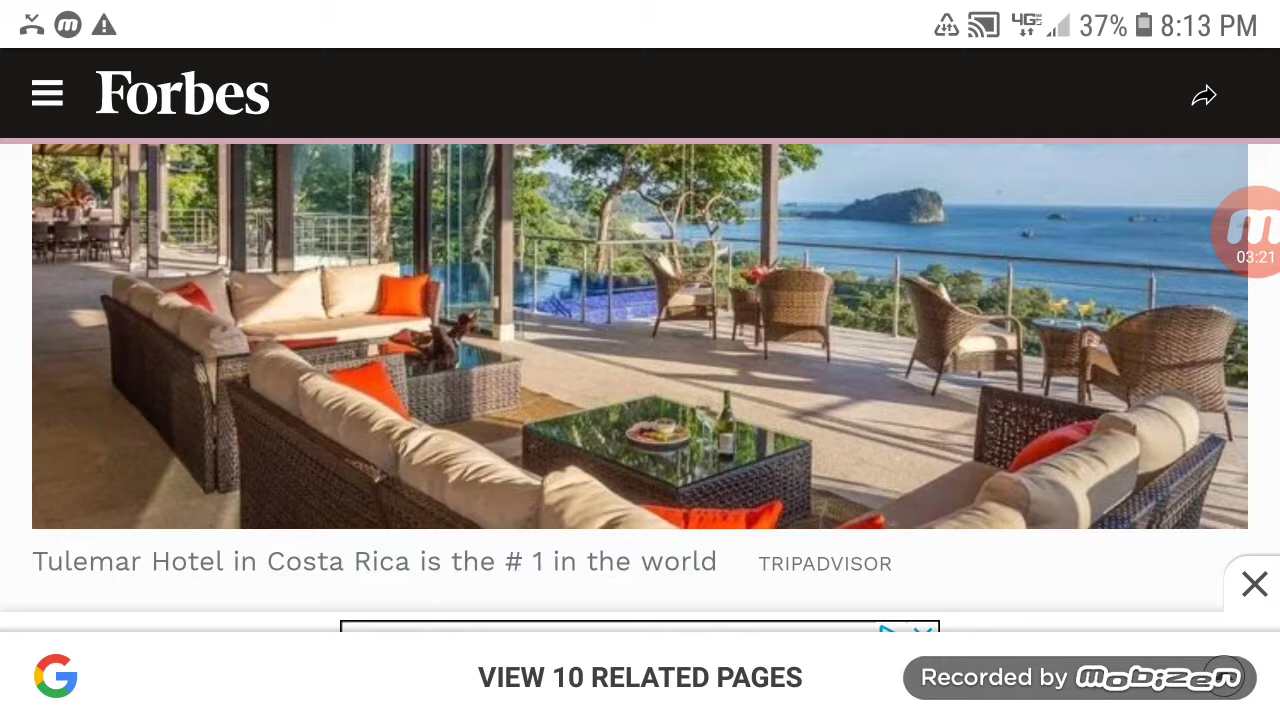 4G 37% 8:13 PM
Forbes
03:21
Tulemar Hotel in Costa Rica is the # 1 in the world TRIPADVISOR
VIEW 10 RELATED PAGES
Recorded by mobizen